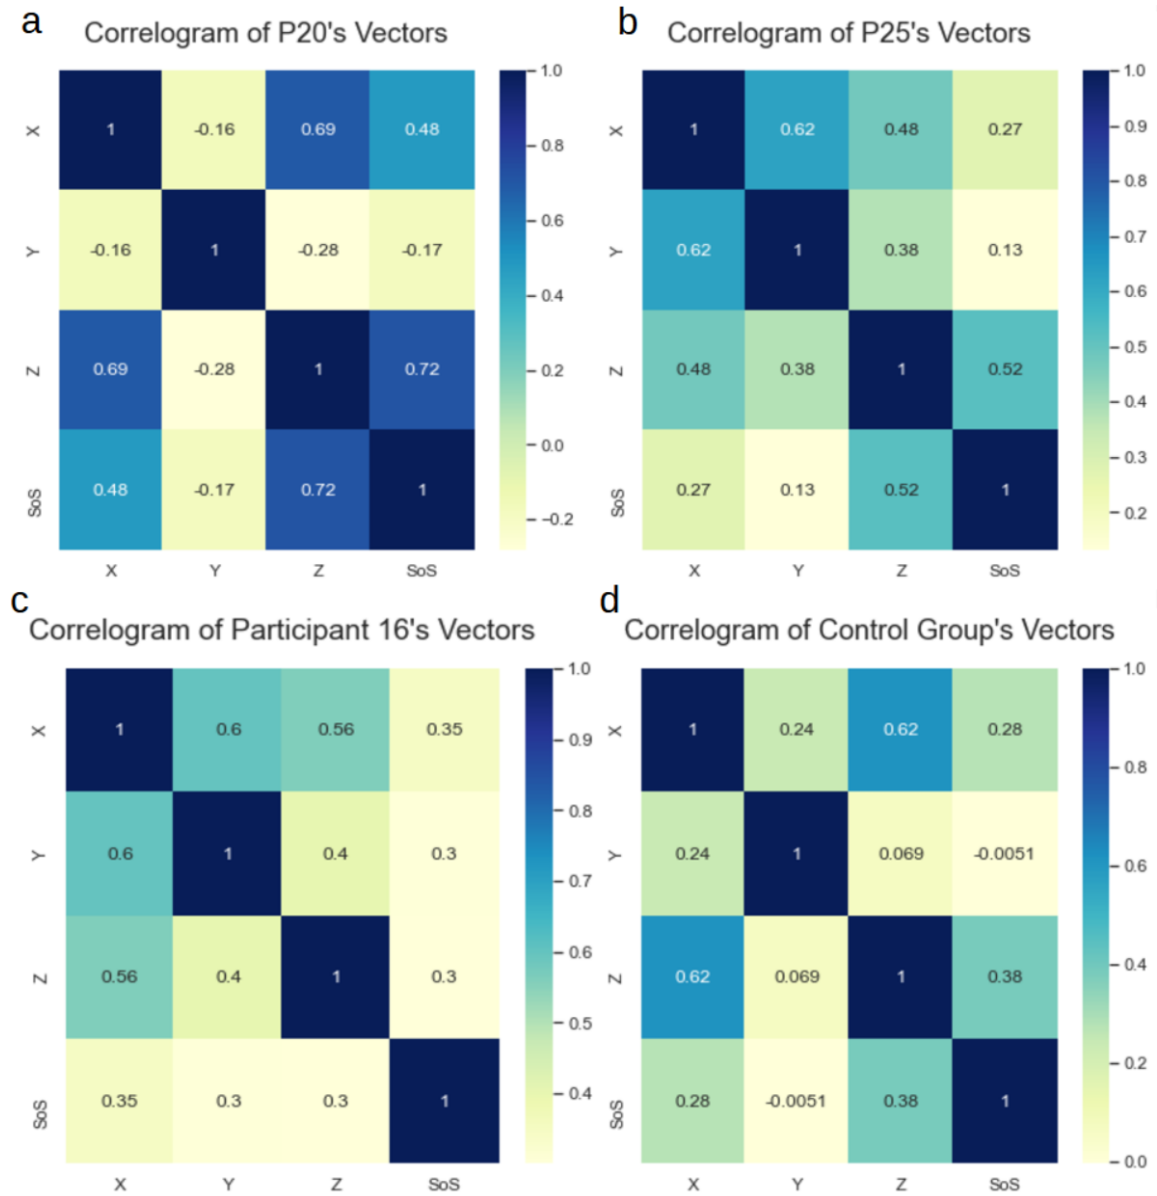 a
Correlogram of P20's Vectors
X 1 -0.16 0.69 0.48
Y -0.16 1 -0.28 -0.17
Z 0.69 -0.28 1 0.72
SoS 0.48 -0.17 0.72 1
X Y Z SoS
1.0
0.8
0.6
0.4
0.2
0.0
-0.2
b
Correlogram of P25's Vectors
X 1 0.62 0.48 0.27
Y 0.62 1 0.38 0.13
Z 0.48 0.38 1 0.52
SoS 0.27 0.13 0.52 1
X Y Z SoS
1.0
0.9
0.8
0.7
0.6
0.5
0.4
0.3
0.2
c
Correlogram of Participant 16's Vectors
X 1 0.6 0.56 0.35
Y 0.6 1 0.4 0.3
Z 0.56 0.4 1 0.3
SoS 0.35 0.3 0.3 1
X Y Z SoS
1.0
0.9
0.8
0.7
0.6
0.5
0.4
d
Correlogram of Control Group's Vectors
X 1 0.24 0.62 0.28
Y 0.24 1 0.069 -0.0051
Z 0.62 0.069 1 0.38
SoS 0.28 -0.0051 0.38 1
X Y Z SoS
1.0
0.8
0.6
0.4
0.2
0.0